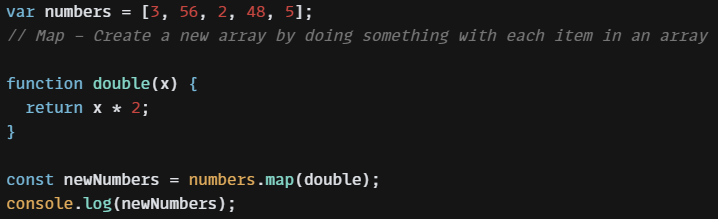 var numbers = [3, 56, 2, 48, 5];
// Map - Create a new array by doing something with each item in an array
function double(x) {
  return x * 2;
}
const newNumbers = numbers.map(double);
console.log(newNumbers);